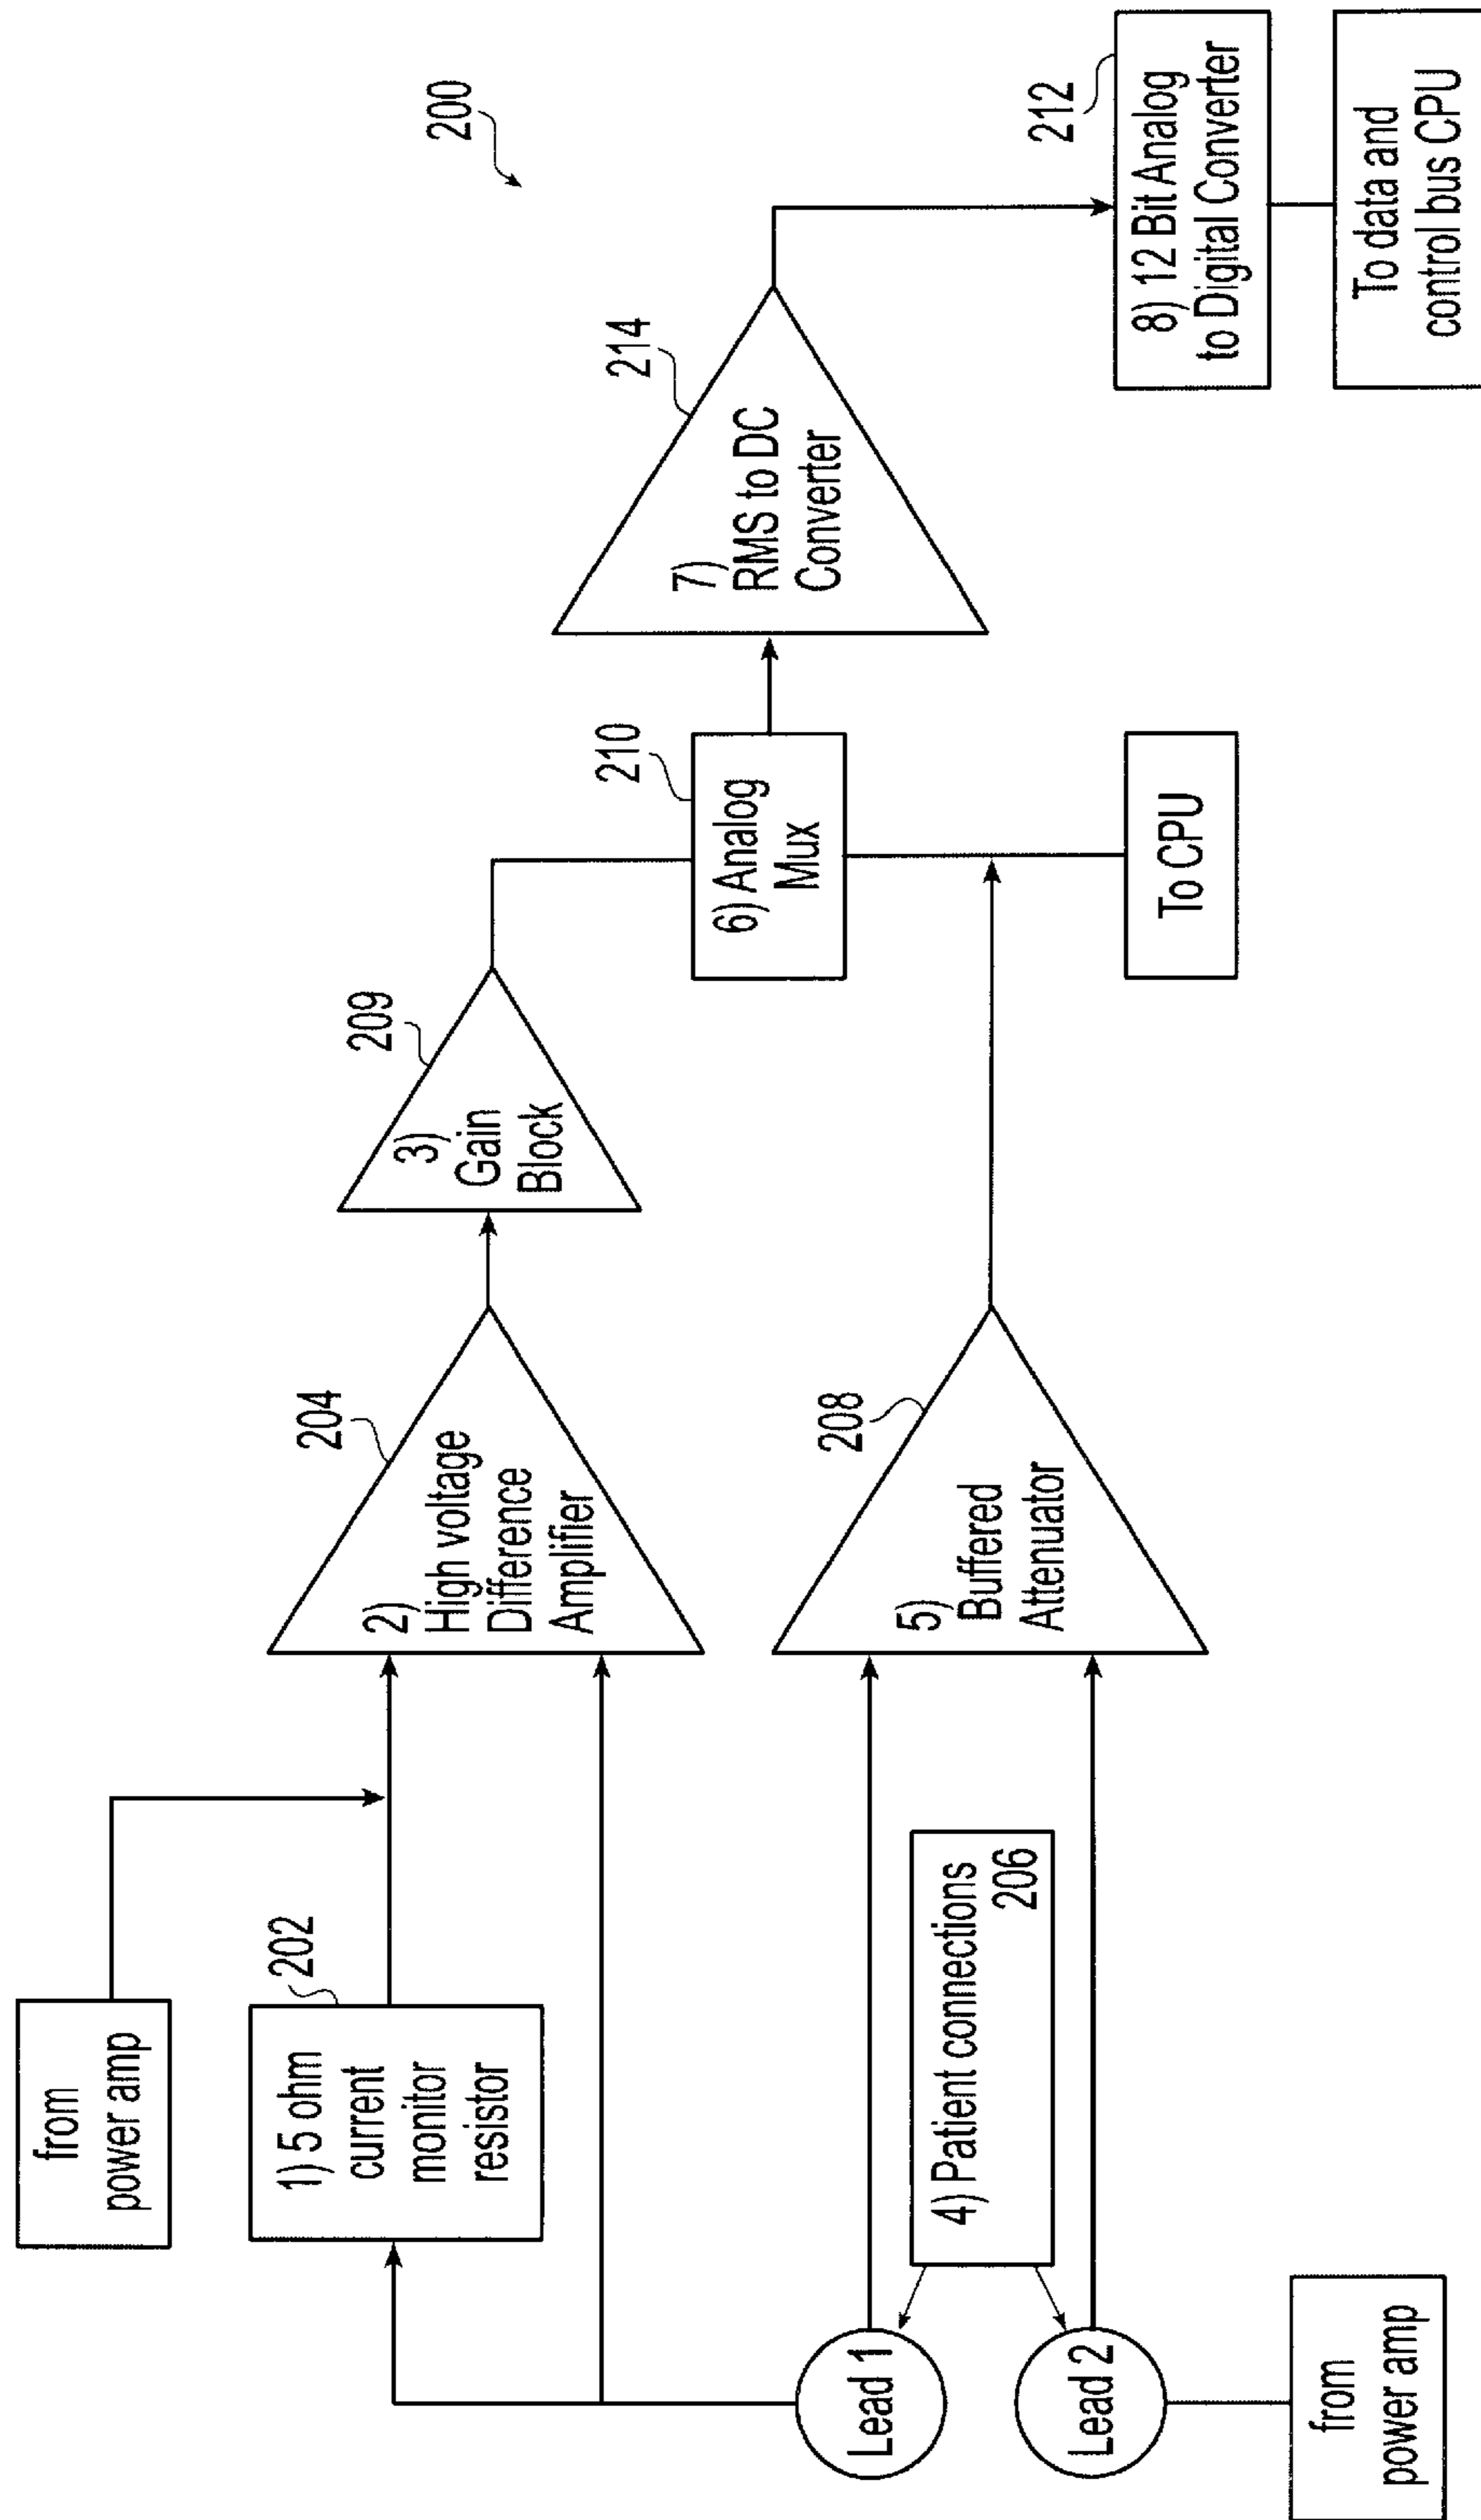 200
from
power amp
202
1) 5 ohm
current
monitor
resistor
204
2)
High voltage
Difference
Amplifier
209
3)
Gain
Block
4) Patient connections
206
Lead 1
Lead 2
from
power amp
208
5)
Buffered
Attenuator
210
6) Analog
Mux
To CPU
214
7)
RMS to DC
Converter
212
8) 12 Bit Analog
to Digital Converter
To data and
control bus CPU